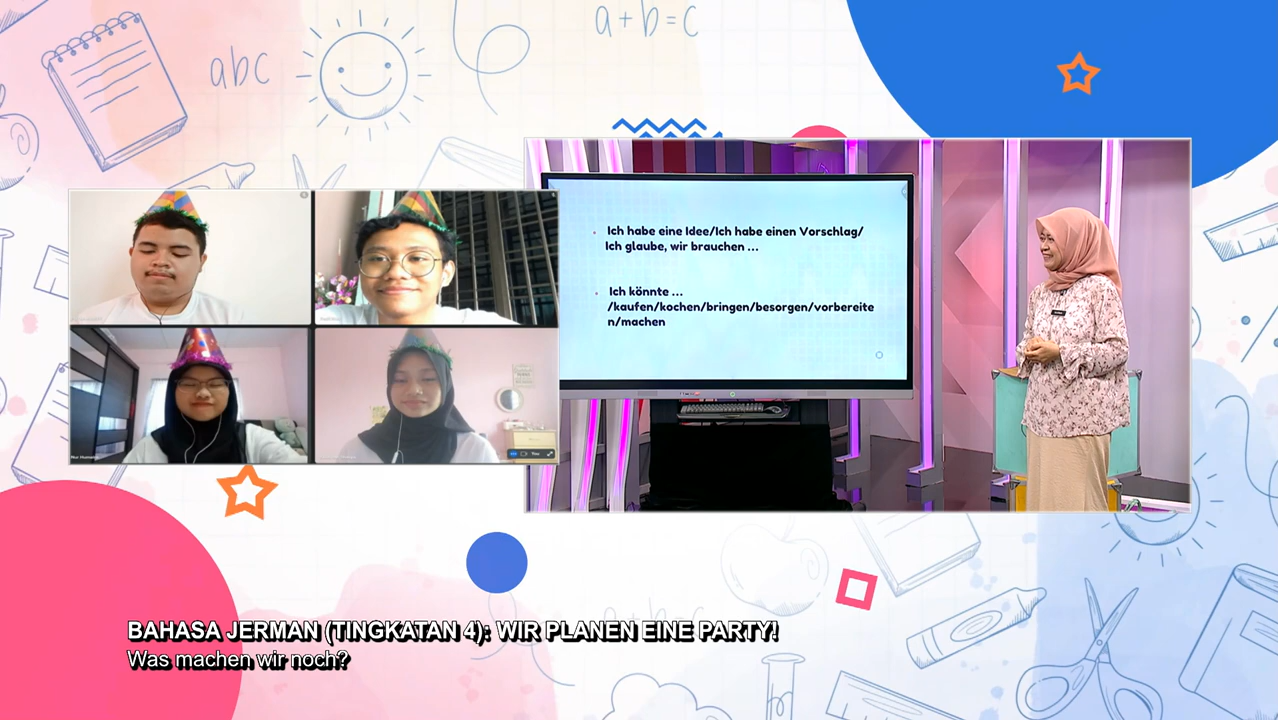 a+b=c
abc
Ich habe eine Idee/Ich habe einen Vorschlag/
Ich glaube, wir brauchen ...
Ich könnte ...
/kaufen/kochen/bringen/besorgen/vorbereite
n/machen
You
BAHASA JERMAN (TINGKATAN 4): WIR PLANEN EINE PARTY!
Was machen wir noch?
a+b=c